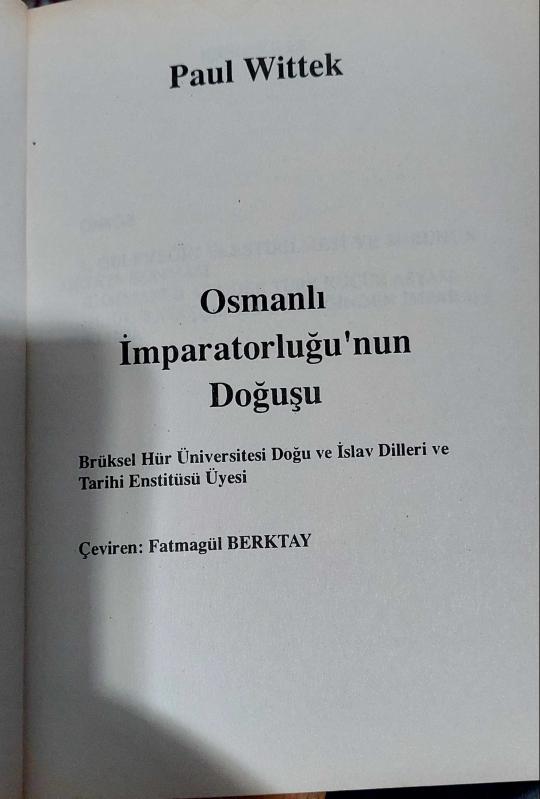 Paul Wittek
Osmanlı
İmparatorluğu'nun
Doğuşu
Brüksel Hür Üniversitesi Doğu ve İslav Dilleri ve
Tarihi Enstitüsü Üyesi
Çeviren: Fatmagül BERKTAY